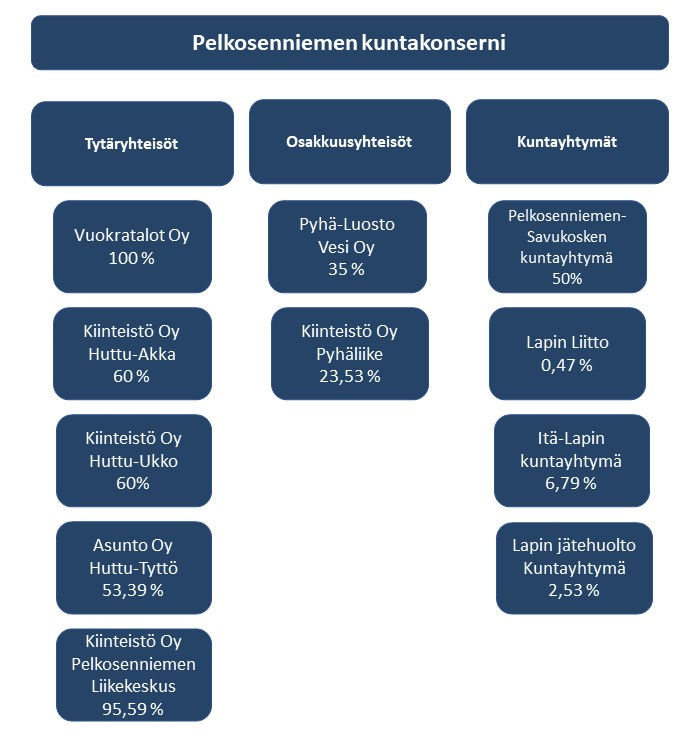 Pelkosenniemen kuntakonserni
Tytäryhteisöt
Vuokratalot Oy
100 %
Kiinteistö Oy
Huttu-Akka
60 %
Kiinteistö Oy
Huttu-Ukko
60%
Asunto Oy
Huttu-Tyttö
53,39 %
Kiinteistö Oy
Pelkosenniemen
Liikekeskus
95,59 %
Osakkuusyhteisöt
Pyhä-Luosto
Vesi Oy
35 %
Kiinteistö Oy
Pyhäliike
23,53 %
Kuntayhtymät
Pelkosenniemen-
Savukosken
kuntayhtymä
50%
Lapin Liitto
0,47 %
Itä-Lapin
kuntayhtymä
6,79 %
Lapin jätehuolto
Kuntayhtymä
2,53 %